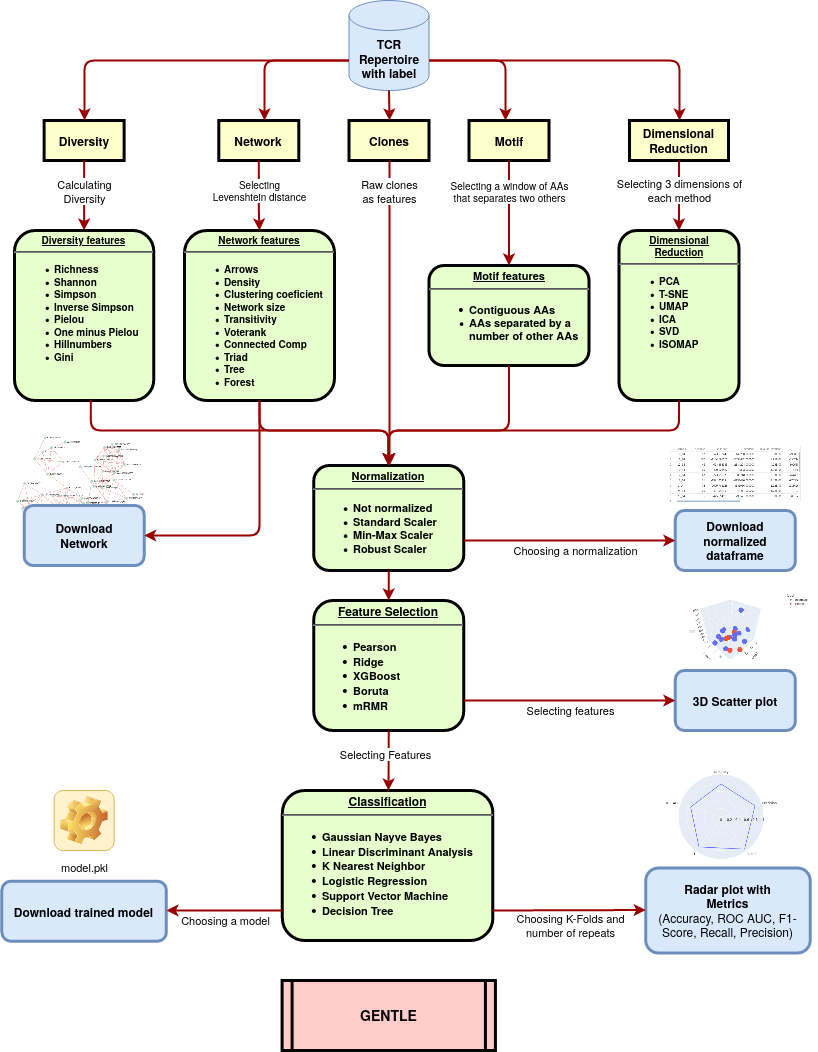 TCR
Repertoire
with label
Diversity
Network
Clones
Motif
Dimensional
Reduction
Calculating
Diversity
Selecting
Levenshtein distance
Raw clones
as features
Selecting a window of AAs
that separates two others
Selecting 3 dimensions of
each method
Diversity features
Richness
Shannon
Simpson
Inverse Simpson
Pielou
One minus Pielou
Hillnumbers
Gini
Network features
Arrows
Density
Clustering coeficient
Network size
Transitivity
Voterank
Connected Comp
Triad
Tree
Forest
Motif features
Contiguous AAs
AAs separated by a
number of other AAs
Dimensional
Reduction
PCA
T-SNE
UMAP
ICA
SVD
ISOMAP
Download
Network
Normalization
Not normalized
Standard Scaler
Min-Max Scaler
Robust Scaler
Choosing a normalization
Download
normalized
dataframe
Feature Selection
Pearson
Ridge
XGBoost
Boruta
mRMR
Selecting features
3D Scatter plot
Selecting Features
Classification
Gaussian Nayve Bayes
Linear Discriminant Analysis
K Nearest Neighbor
Logistic Regression
Support Vector Machine
Decision Tree
model.pkl
Download trained model
Choosing a model
Choosing K-Folds and
number of repeats
Radar plot with
Metrics
(Accuracy, ROC AUC, F1-
Score, Recall, Precision)
GENTLE